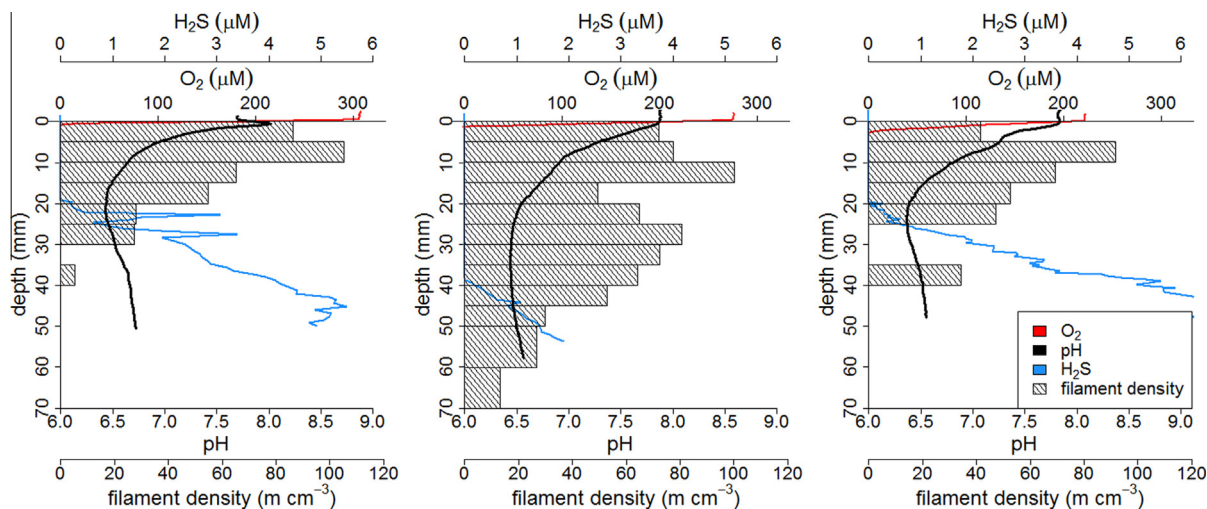 H₂S (μM)
0 1 2 3 4 5 6
O₂ (μM)
0 100 200 300
depth (mm)
0
10
20
30
40
50
60
70
6.0 6.5 7.0 7.5 8.0 8.5 9.0
pH
0 20 40 60 80 100 120
filament density (m cm⁻³)
H₂S (μM)
0 1 2 3 4 5 6
O₂ (μM)
0 100 200 300
depth (mm)
0
10
20
30
40
50
60
70
6.0 6.5 7.0 7.5 8.0 8.5 9.0
pH
0 20 40 60 80 100 120
filament density (m cm⁻³)
H₂S (μM)
0 1 2 3 4 5 6
O₂ (μM)
0 100 200 300
depth (mm)
0
10
20
30
40
50
60
70
O₂
pH
H₂S
filament density
6.0 6.5 7.0 7.5 8.0 8.5 9.0
pH
0 20 40 60 80 100 120
filament density (m cm⁻³)